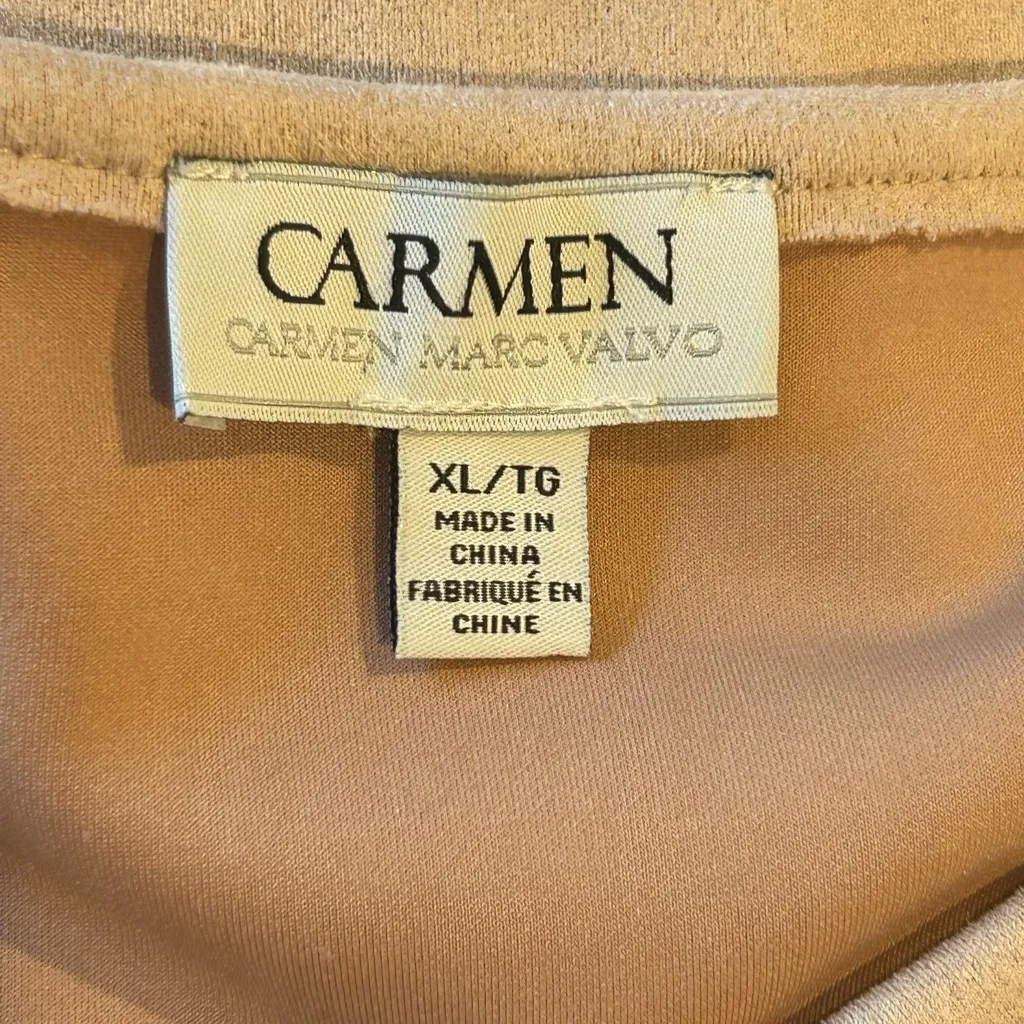 CARMEN
CARMEN MARC VALVO
XL/TG
MADE IN
CHINA
FABRIQUÉ EN
CHINE